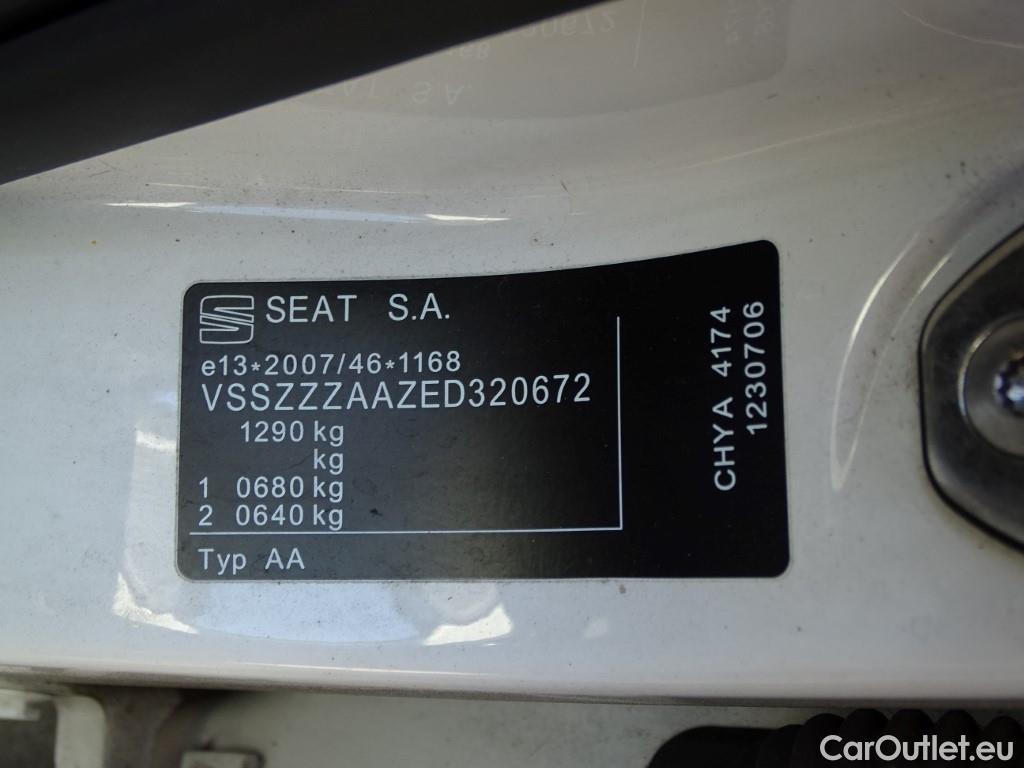 SEAT S.A.
e13*2007/46*1168
VSSZZZAAZED320672
1290 kg
kg
1 0680 kg
2 0640 kg
Typ AA
CHYA 4174
1230706
CarOutlet.eu